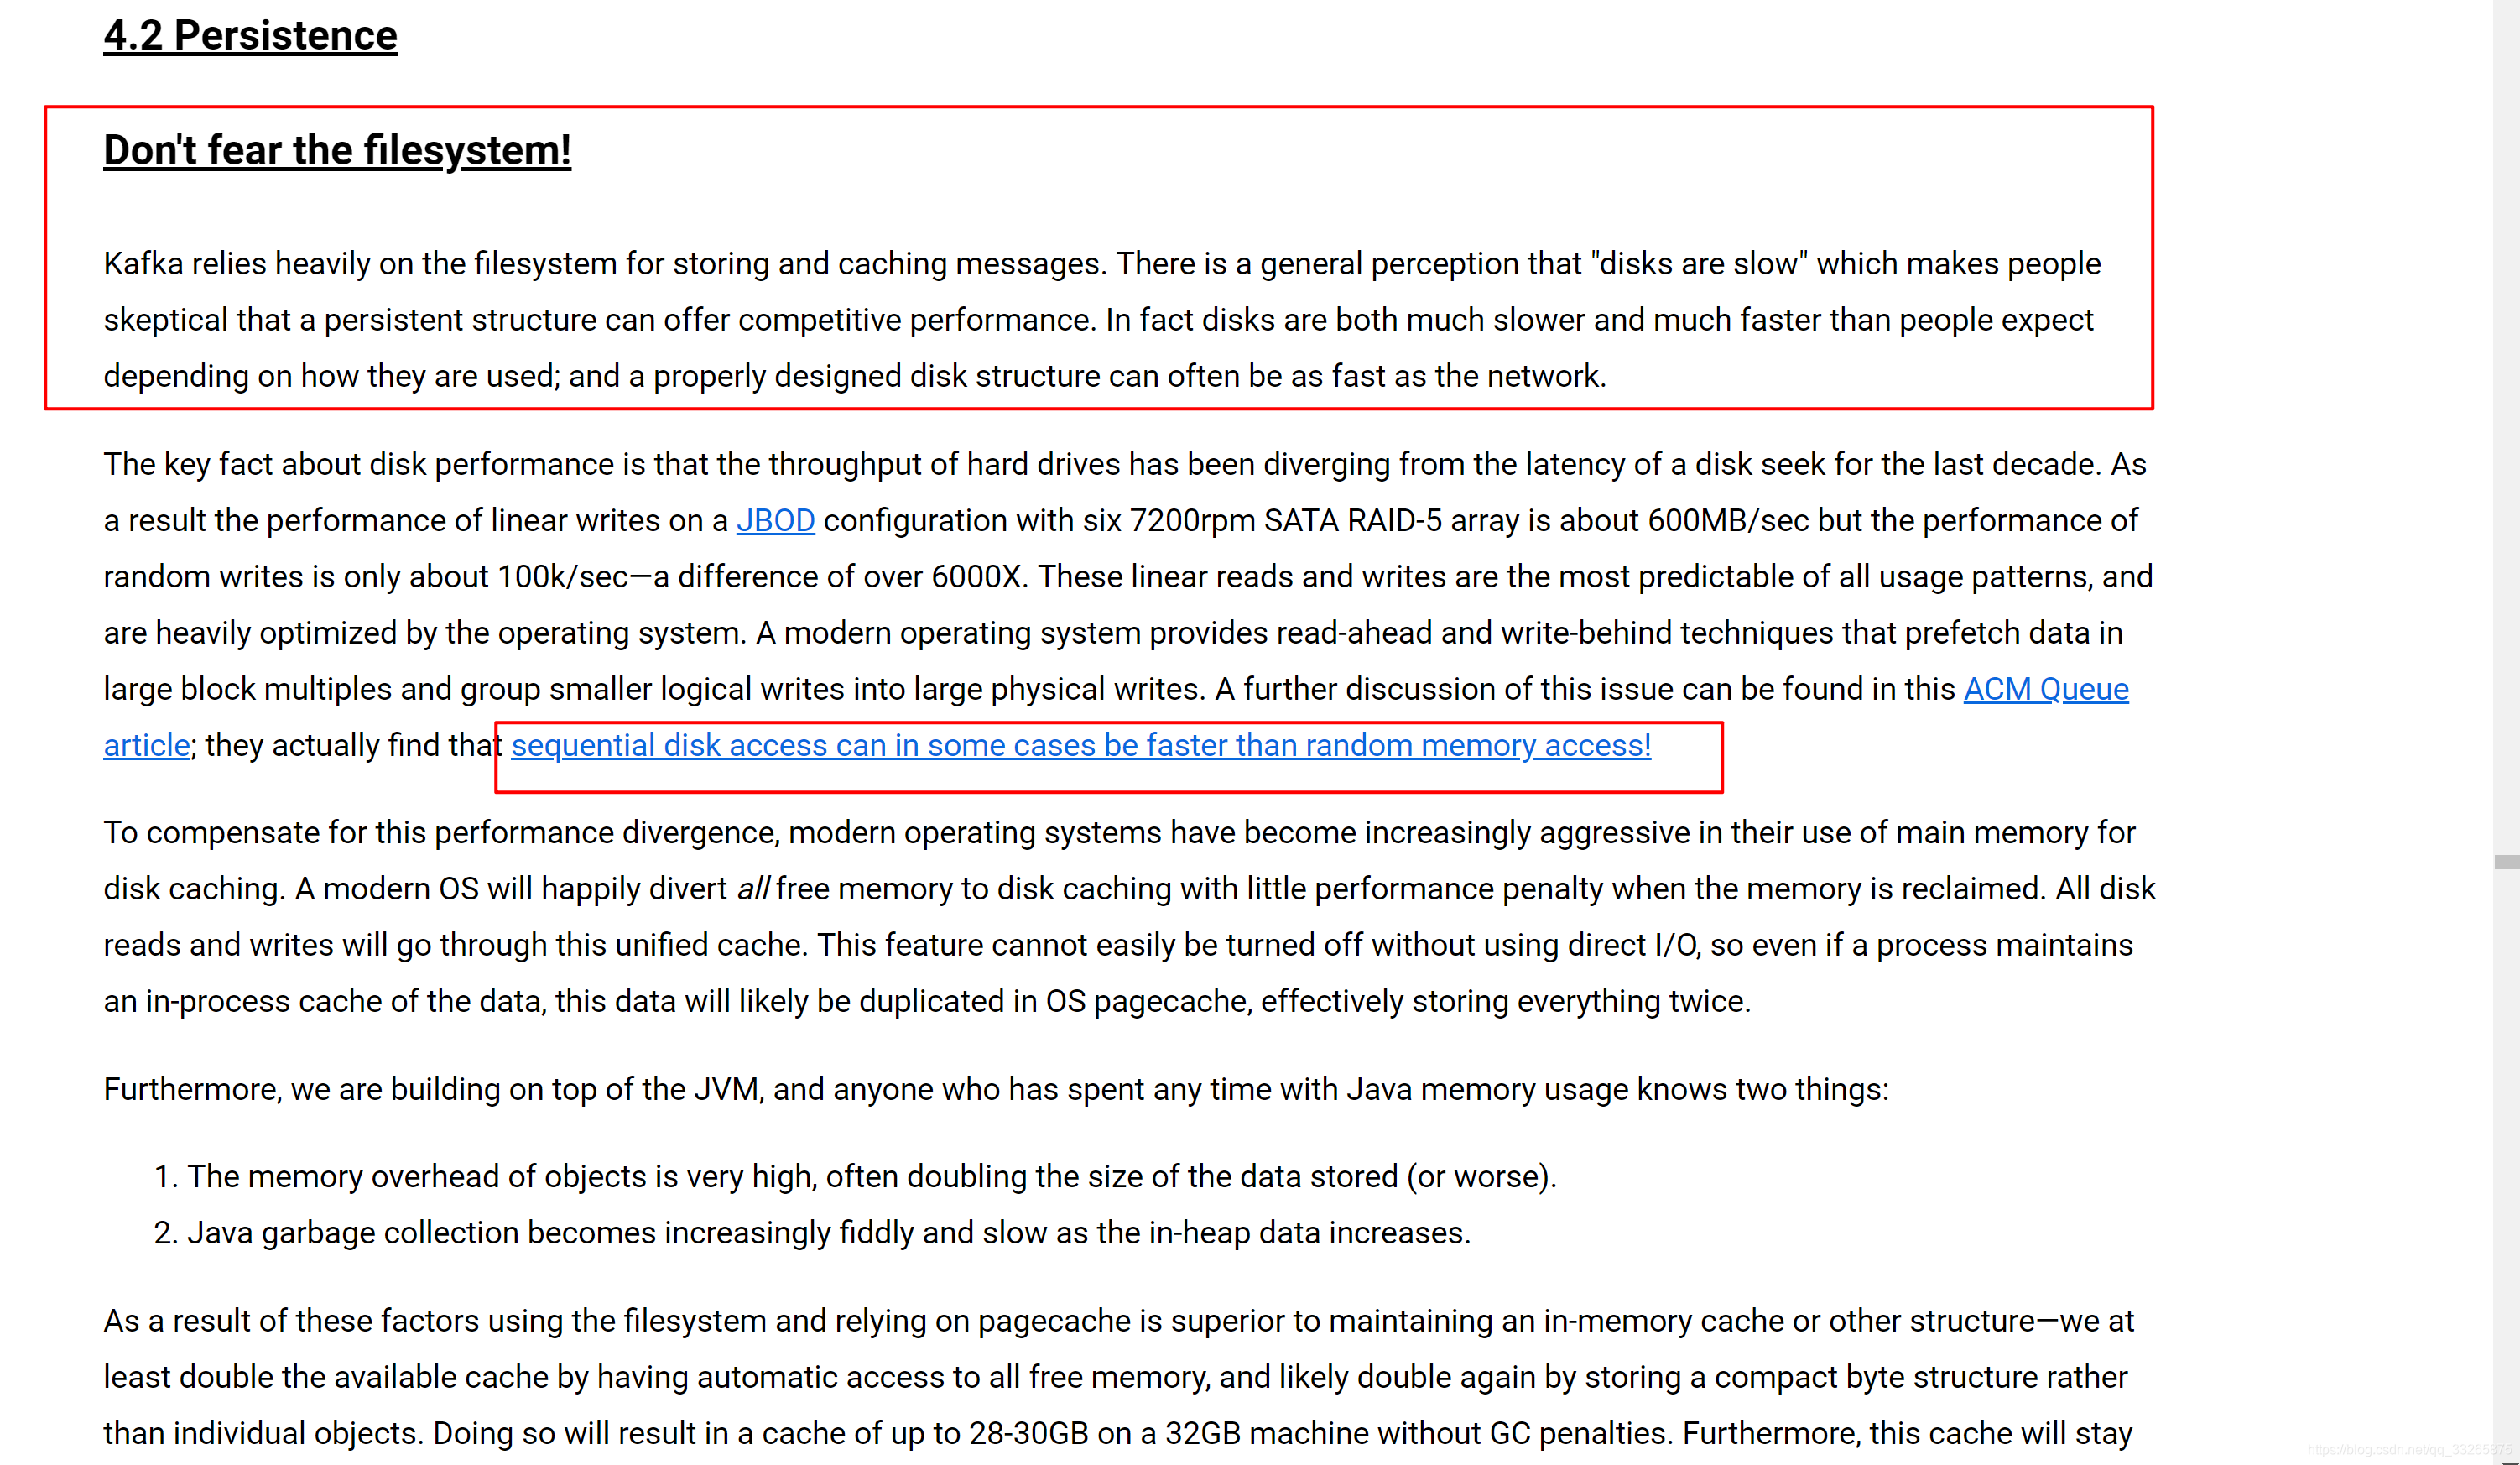 4.2 Persistence
Don't fear the filesystem!
Kafka relies heavily on the filesystem for storing and caching messages. There is a general perception that "disks are slow" which makes people
skeptical that a persistent structure can offer competitive performance. In fact disks are both much slower and much faster than people expect
depending on how they are used; and a properly designed disk structure can often be as fast as the network.
The key fact about disk performance is that the throughput of hard drives has been diverging from the latency of a disk seek for the last decade. As
a result the performance of linear writes on a JBOD configuration with six 7200rpm SATA RAID-5 array is about 600MB/sec but the performance of
random writes is only about 100k/sec—a difference of over 6000X. These linear reads and writes are the most predictable of all usage patterns, and
are heavily optimized by the operating system. A modern operating system provides read-ahead and write-behind techniques that prefetch data in
large block multiples and group smaller logical writes into large physical writes. A further discussion of this issue can be found in this ACM Queue
article; they actually find that sequential disk access can in some cases be faster than random memory access!
To compensate for this performance divergence, modern operating systems have become increasingly aggressive in their use of main memory for
disk caching. A modern OS will happily divert all free memory to disk caching with little performance penalty when the memory is reclaimed. All disk
reads and writes will go through this unified cache. This feature cannot easily be turned off without using direct I/O, so even if a process maintains
an in-process cache of the data, this data will likely be duplicated in OS pagecache, effectively storing everything twice.
Furthermore, we are building on top of the JVM, and anyone who has spent any time with Java memory usage knows two things:
1. The memory overhead of objects is very high, often doubling the size of the data stored (or worse).
2. Java garbage collection becomes increasingly fiddly and slow as the in-heap data increases.
As a result of these factors using the filesystem and relying on pagecache is superior to maintaining an in-memory cache or other structure—we at
least double the available cache by having automatic access to all free memory, and likely double again by storing a compact byte structure rather
than individual objects. Doing so will result in a cache of up to 28-30GB on a 32GB machine without GC penalties. Furthermore, this cache will stay
https://blog.csdn.net/qq_33265875